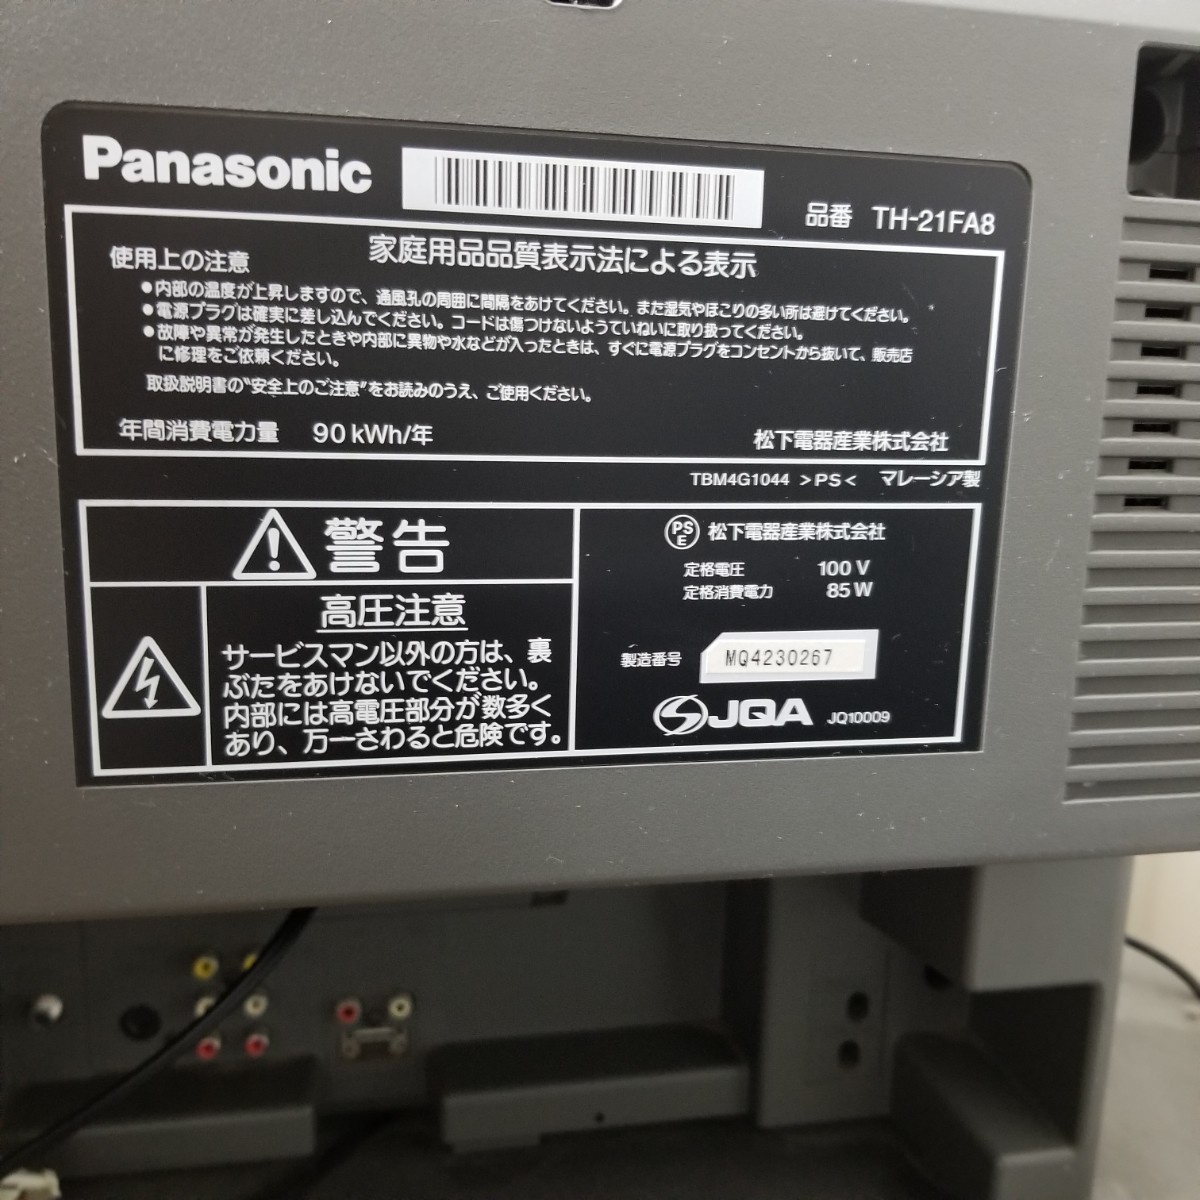 Panasonic
品番 TH-21FA8
家庭用品品質表示法による表示
使用上の注意
●内部の温度が上昇しますので、通風孔の周囲に間隔をあけてください。また湿気やほこりの多い所は避けてください。
●電源プラグは確実に差し込んでください。コードは傷つけないようていねいに取り扱ってください。
●故障や異常が発生したときや内部に異物や水などが入ったときは、すぐに電源プラグをコンセントから抜いて、販売店
に修理をご依頼ください。
取扱説明書の"安全上のご注意"をお読みのうえ、ご使用ください。
年間消費電力量 90 kWh/年
松下電器産業株式会社
TBM4G1044 >PS< マレーシア製
警告
高圧注意
サービスマン以外の方は、裏
ぶたをあけないでください。
内部には高電圧部分が数多く
あり、万一さわると危険です。
PSE 松下電器産業株式会社
定格電圧 100 V
定格消費電力 85 W
製造番号 MQ4230267
JQA JQ10009